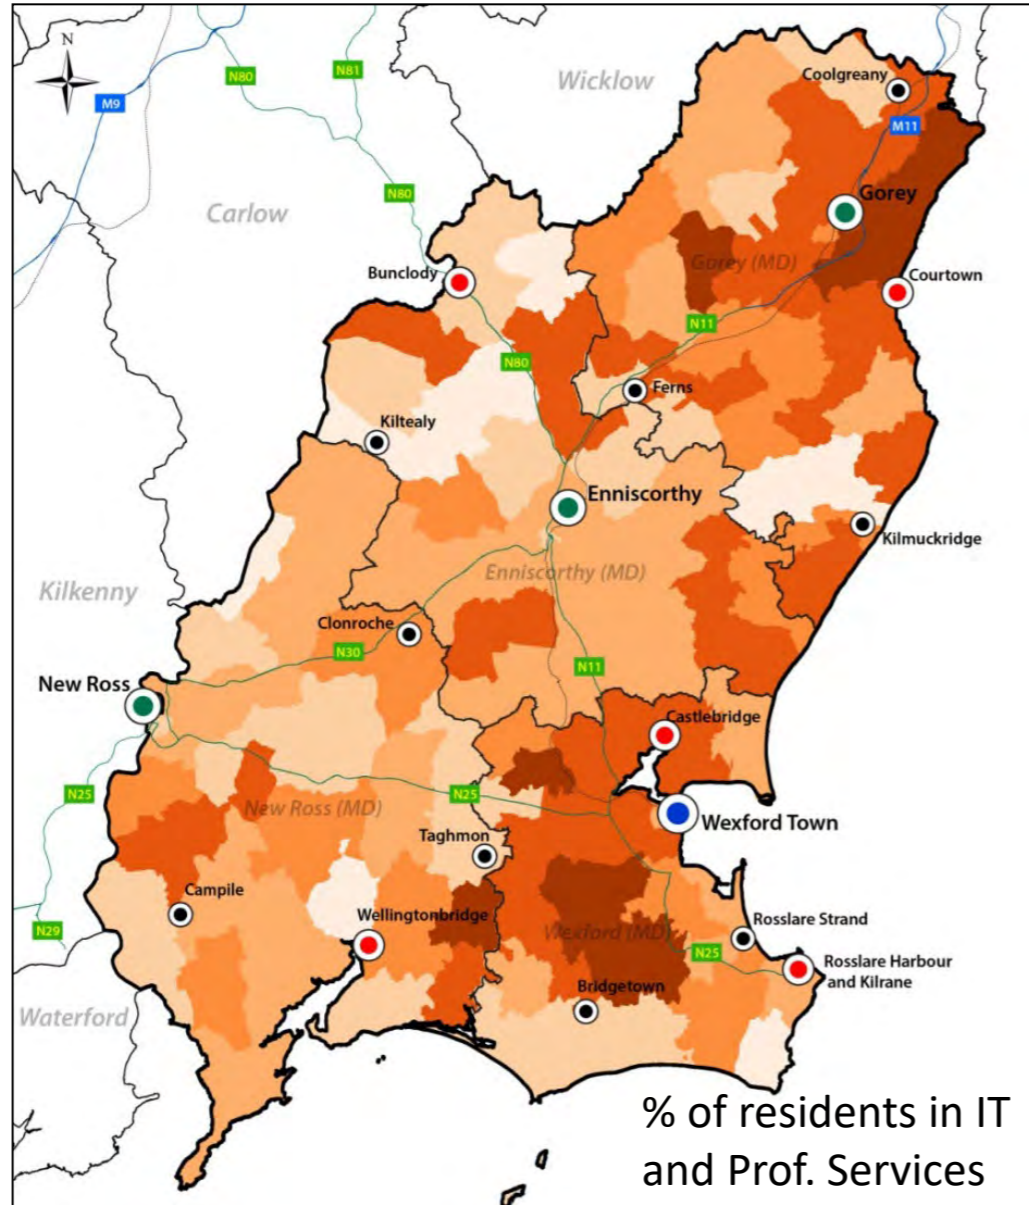 N
N81
N80
Coolgreany
Wicklow
M9
M11
N80
Gorey
Carlow
Gorey (MD)
Bunclody
Courtown
N11
N80
Ferns
Kiltealy
Enniscorthy
Kilmuckridge
Enniscorthy (MD)
Kilkenny
Clonroche
N30
N11
New Ross
Castlebridge
N25
N25
New Ross (MD)
Wexford Town
Taghmon
Campile
Wellingtonbridge
Rosslare Strand
N29
Wexford (MD)
N25
Rosslare Harbour
and Kilrane
Bridgetown
Waterford
% of residents in IT
and Prof. Services